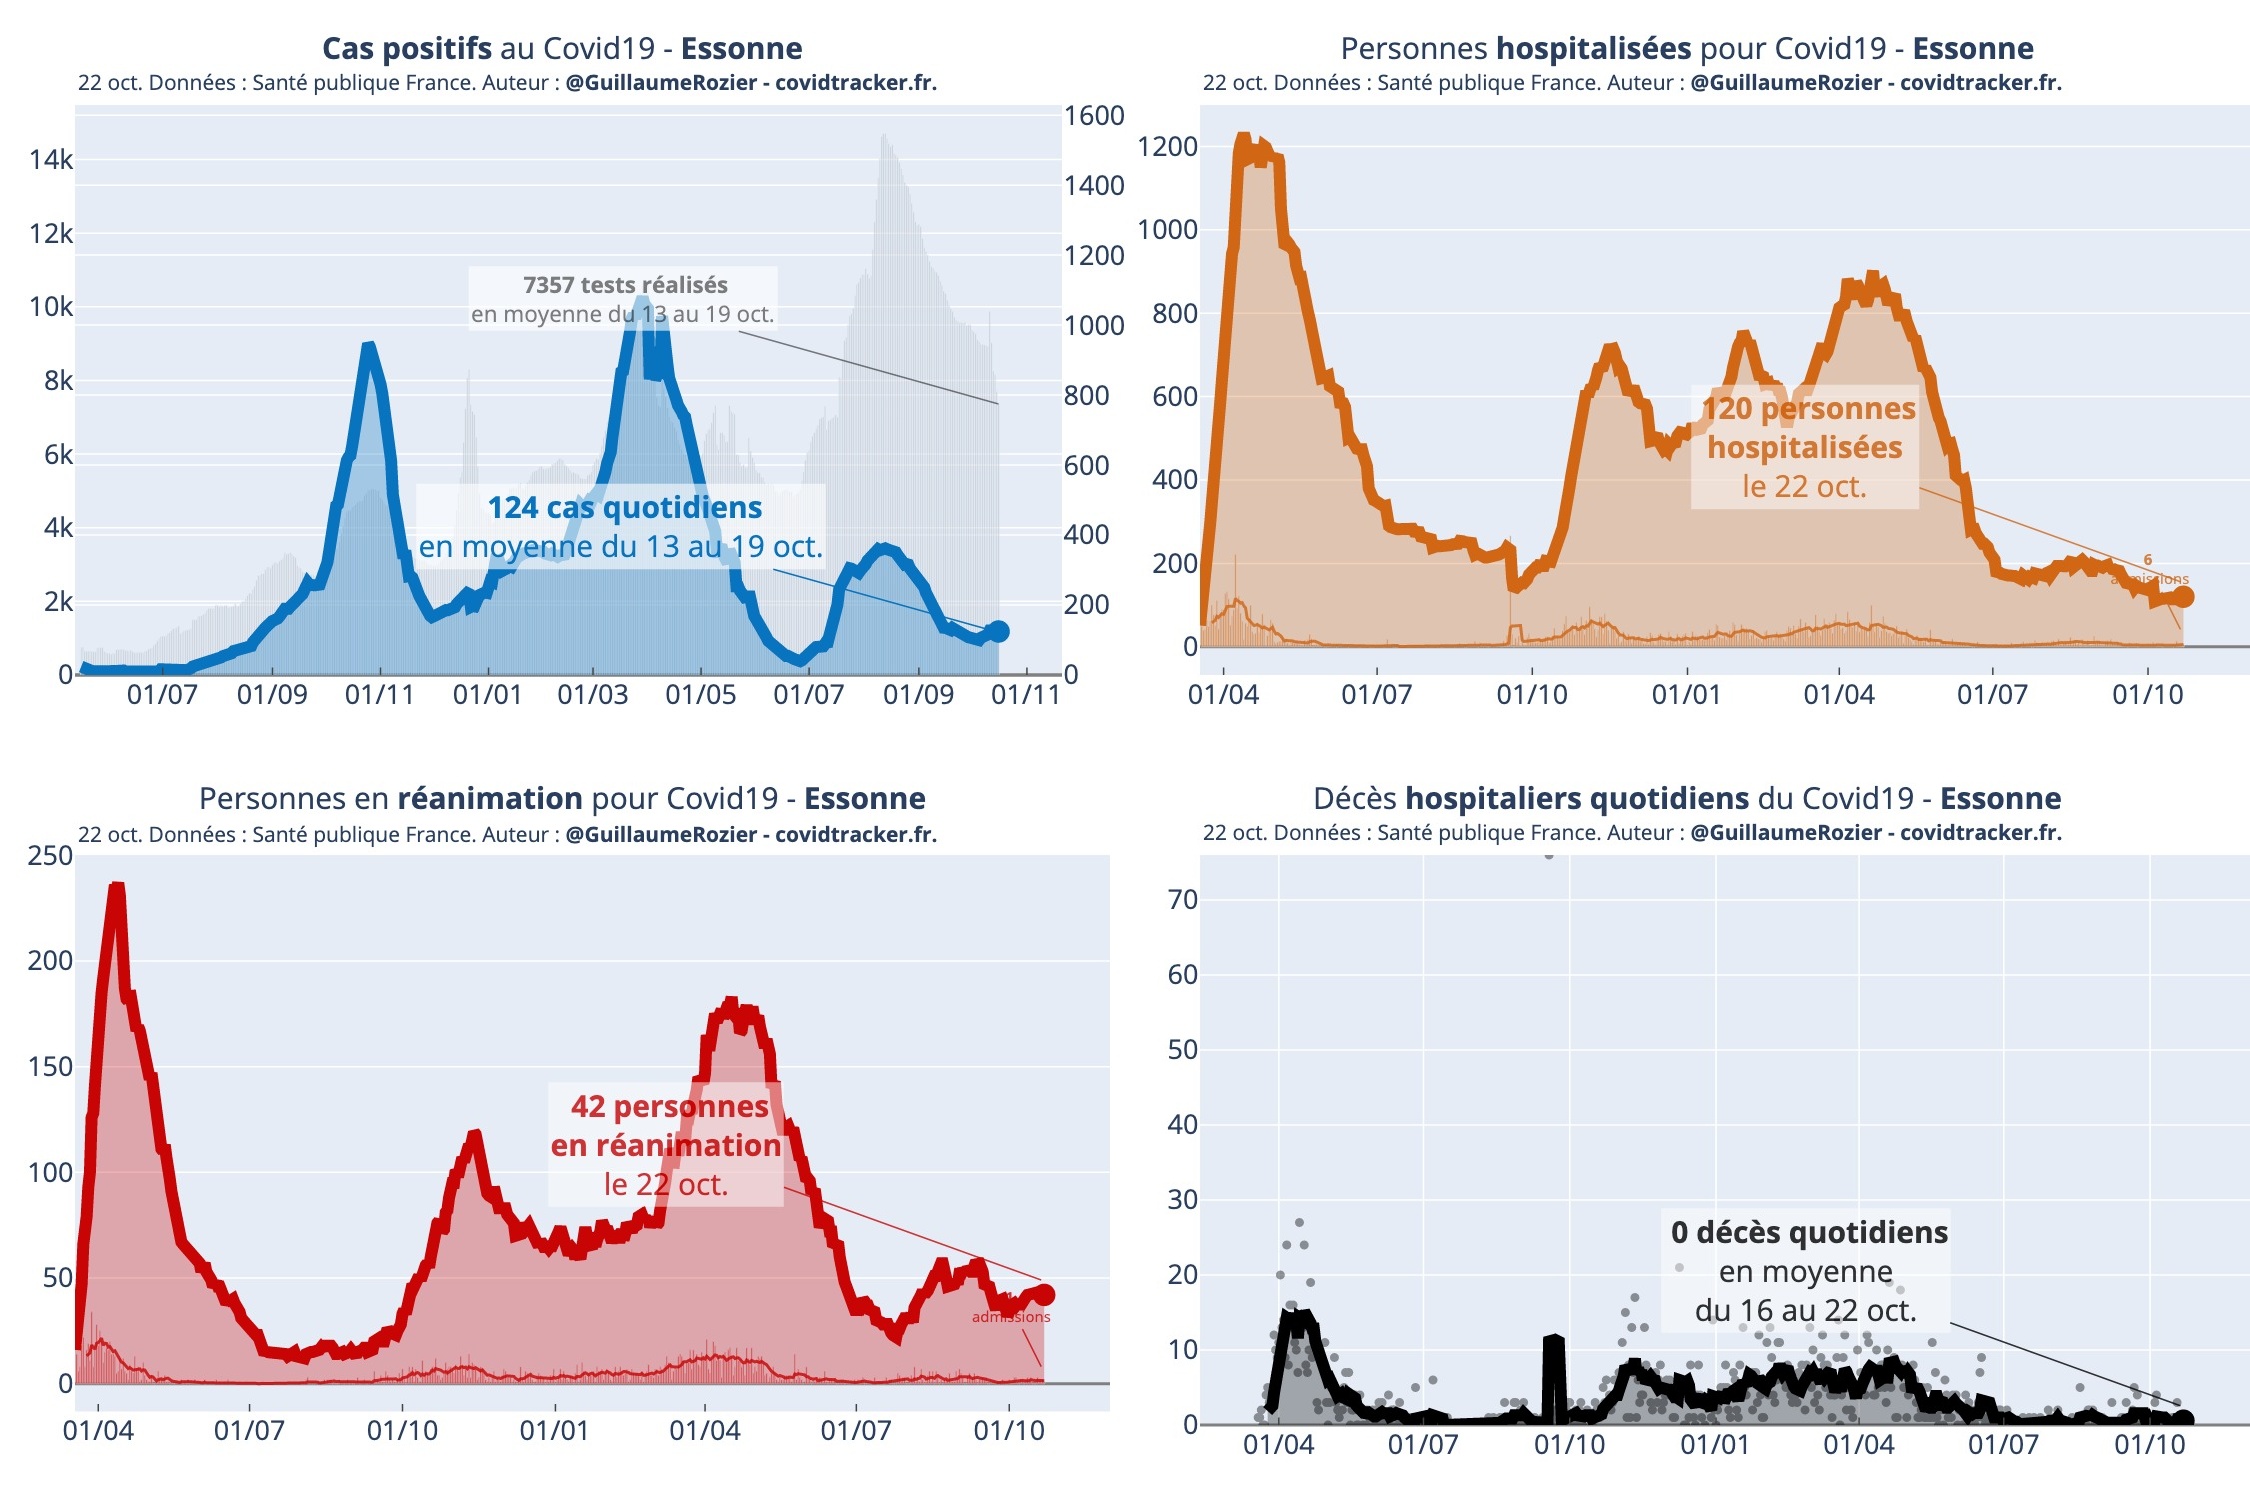 Cas positifs au Covid19 - Essonne
22 oct. Données : Santé publique France. Auteur : @GuillaumeRozier - covidtracker.fr.
14k
12k
10k
8k
6k
4k
2k
0
1600
1400
1200
1000
800
600
400
200
0
7357 tests réalisés
en moyenne du 13 au 19 oct.
124 cas quotidiens
en moyenne du 13 au 19 oct.
01/07 01/09 01/11 01/01 01/03 01/05 01/07 01/09 01/11
Personnes hospitalisées pour Covid19 - Essonne
22 oct. Données : Santé publique France. Auteur : @GuillaumeRozier - covidtracker.fr.
1200
1000
800
600
400
200
0
120 personnes
hospitalisées
le 22 oct.
6
admissions
01/04 01/07 01/10 01/01 01/04 01/07 01/10
Personnes en réanimation pour Covid19 - Essonne
22 oct. Données : Santé publique France. Auteur : @GuillaumeRozier - covidtracker.fr.
250
200
150
100
50
0
42 personnes
en réanimation
le 22 oct.
admissions
01/04 01/07 01/10 01/01 01/04 01/07 01/10
Décès hospitaliers quotidiens du Covid19 - Essonne
22 oct. Données : Santé publique France. Auteur : @GuillaumeRozier - covidtracker.fr.
70
60
50
40
30
20
10
0
0 décès quotidiens
en moyenne
du 16 au 22 oct.
01/04 01/07 01/10 01/01 01/04 01/07 01/10